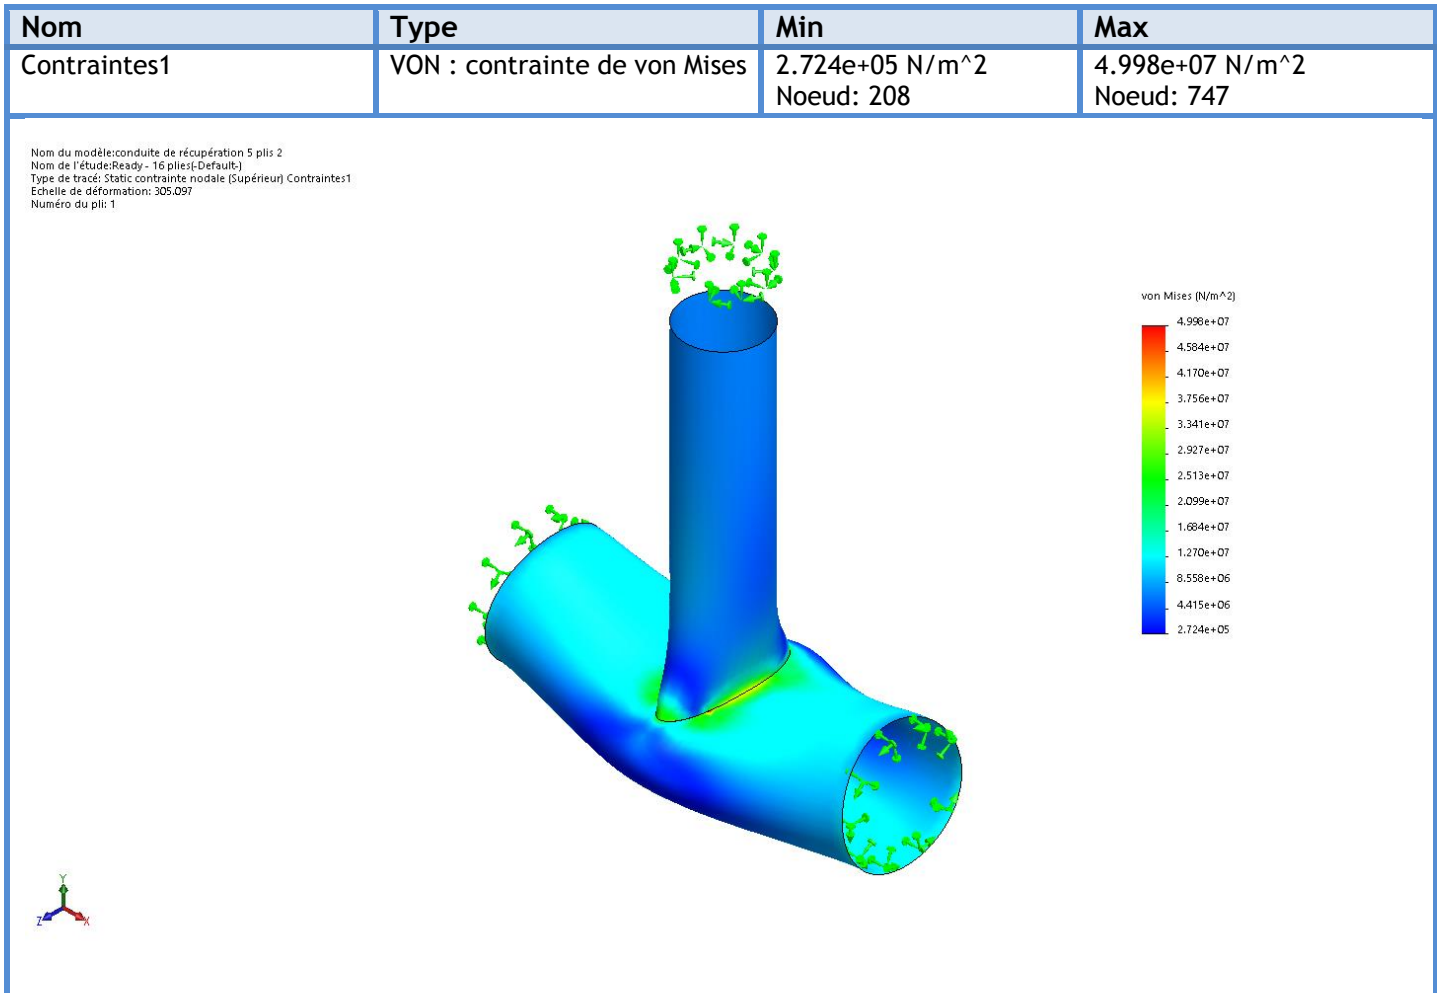 Nom Type Min Max
Contraintes1 VON : contrainte de von Mises 2.724e+05 N/m^2 4.998e+07 N/m^2
Noeud: 208 Noeud: 747
Nom du modèle:conduite de récupération 5 plis 2
Nom de l'étude:Ready - 16 plies(-Default-)
Type de tracé: Static contrainte nodale (Supérieur) Contraintes1
Echelle de déformation: 305.097
Numéro du pli: 1
von Mises (N/m^2)
4.998e+07
4.584e+07
4.170e+07
3.756e+07
3.341e+07
2.927e+07
2.513e+07
2.099e+07
1.684e+07
1.270e+07
8.558e+06
4.415e+06
2.724e+05
Y
Z X